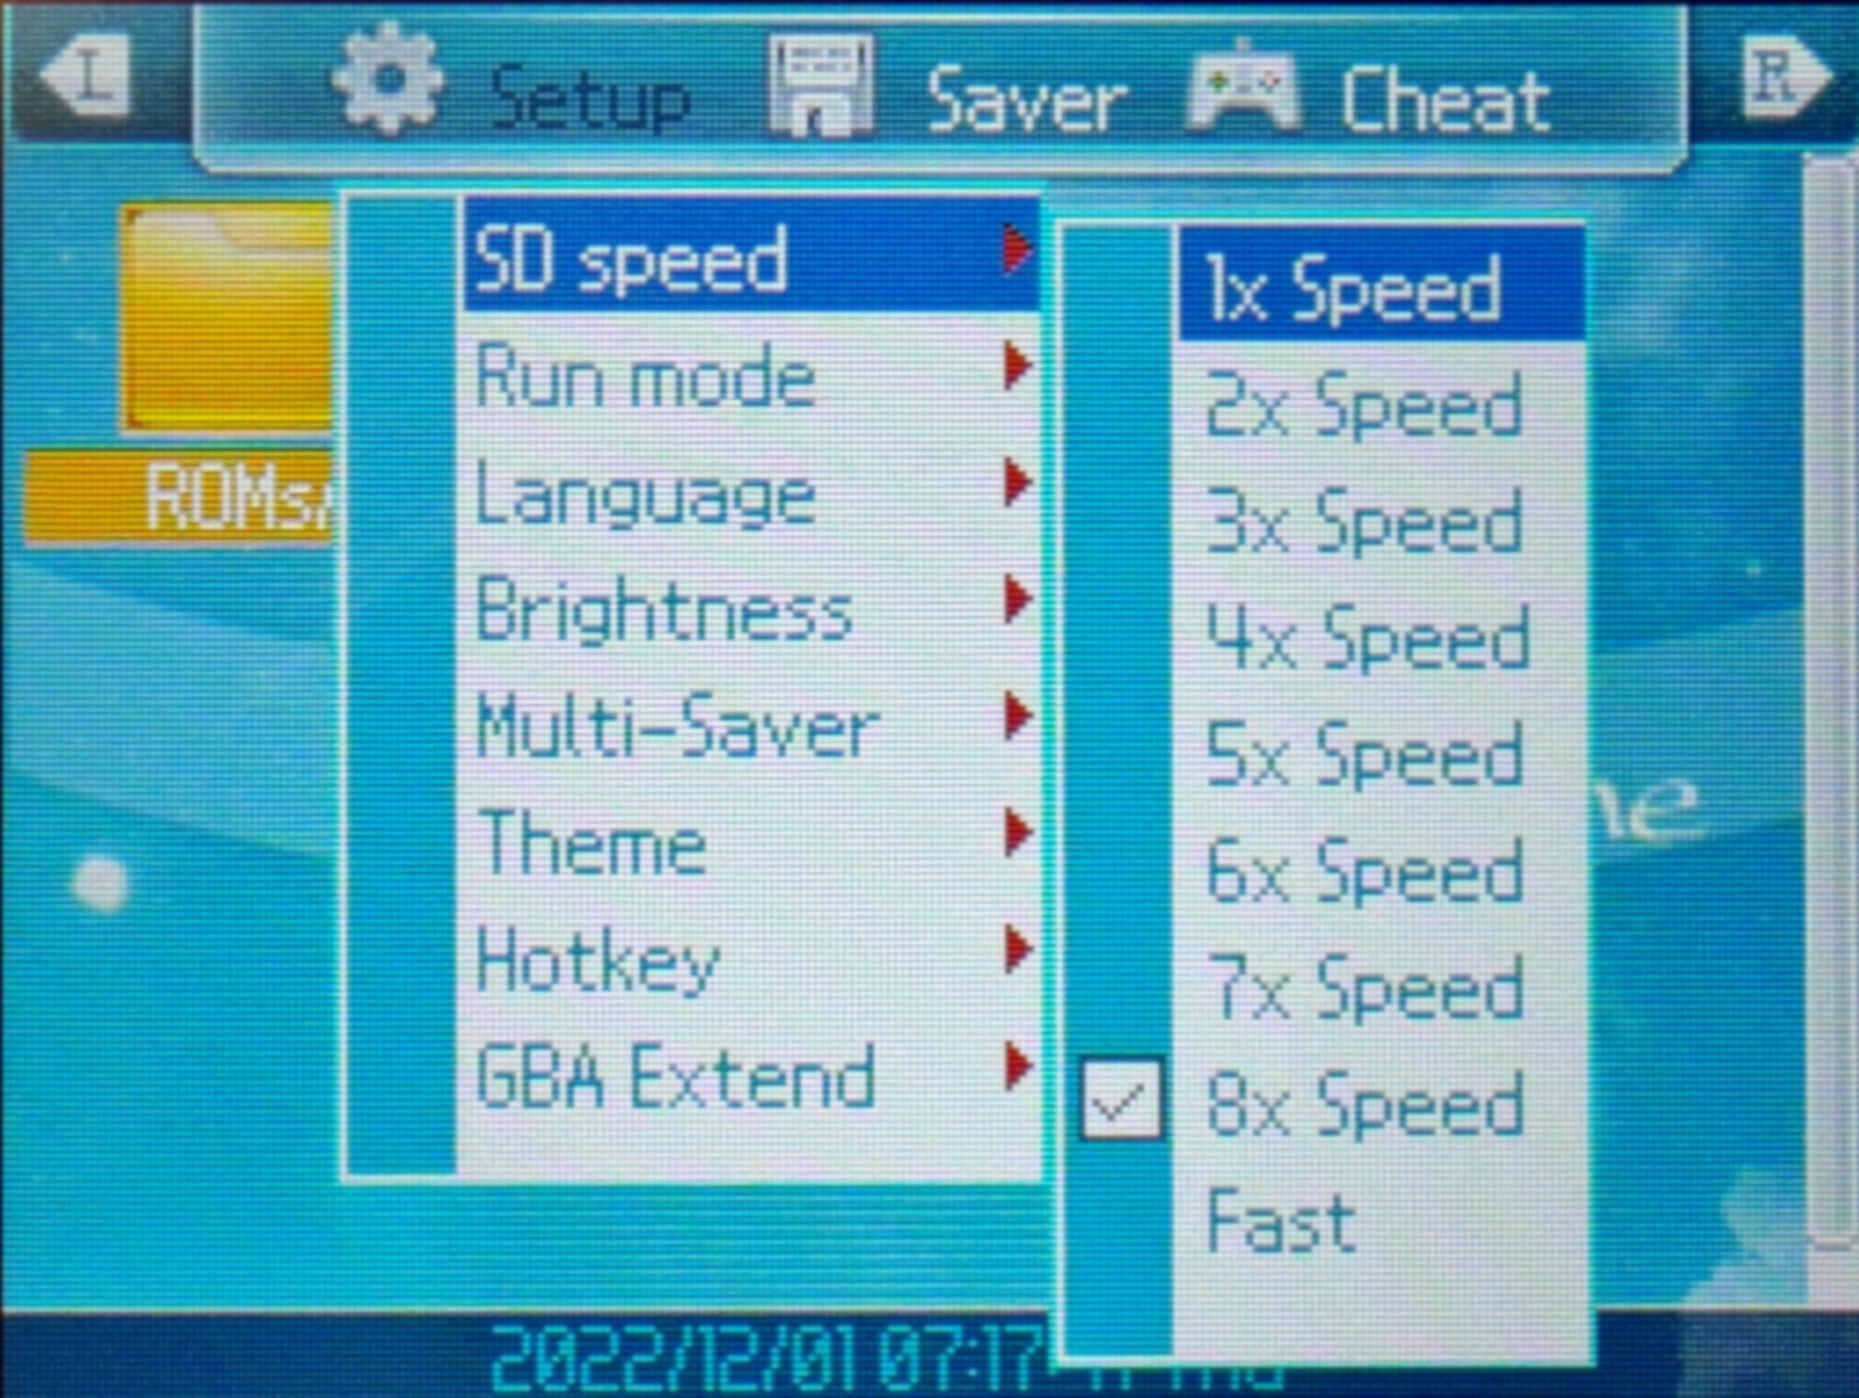 L
Setup
Saver
Cheat
R
ROMs
SD speed
Run mode
Language
Brightness
Multi-Saver
Theme
Hotkey
GBA Extend
1x Speed
2x Speed
3x Speed
4x Speed
5x Speed
6x Speed
7x Speed
8x Speed
Fast
2022/12/01 07:17